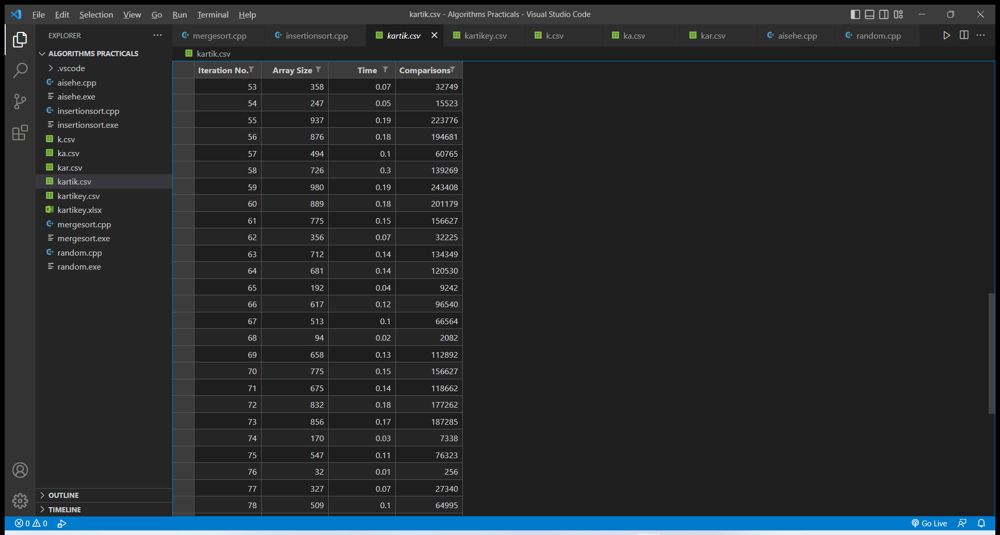 File Edit Selection View Go Run Terminal Help
kartik.csv - Algorithms Practicals - Visual Studio Code
EXPLORER
mergesort.cpp insertionsort.cpp kartik.csv kartikey.csv k.csv ka.csv kar.csv aisehe.cpp random.cpp
ALGORITHMS PRACTICALS
.vscode
aisehe.cpp
aisehe.exe
insertionsort.cpp
insertionsort.exe
k.csv
ka.csv
kar.csv
kartik.csv
kartikey.csv
kartikey.xlsx
mergesort.cpp
mergesort.exe
random.cpp
random.exe
OUTLINE
TIMELINE
kartik.csv
Iteration No. Array Size Time Comparisons
53 358 0.07 32749
54 247 0.05 15523
55 937 0.19 223776
56 876 0.18 194681
57 494 0.1 60765
58 726 0.3 139269
59 980 0.19 243408
60 889 0.18 201179
61 775 0.15 156627
62 356 0.07 32225
63 712 0.14 134349
64 681 0.14 120530
65 192 0.04 9242
66 617 0.12 96540
67 513 0.1 66564
68 94 0.02 2082
69 658 0.13 112892
70 775 0.15 156627
71 675 0.14 118662
72 832 0.18 177262
73 856 0.17 187285
74 170 0.03 7338
75 547 0.11 76323
76 32 0.01 256
77 327 0.07 27340
78 509 0.1 64995
0 0
Go Live